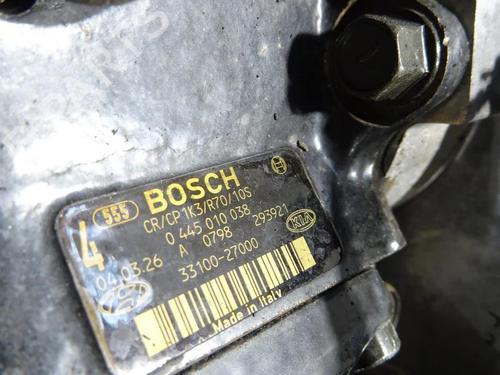 555 BOSCH
CR/CP1K3/R70/10S
4 0 445 010 038
A 0798 293921
04.03.26 33100-27000
KIA
Made in Italy